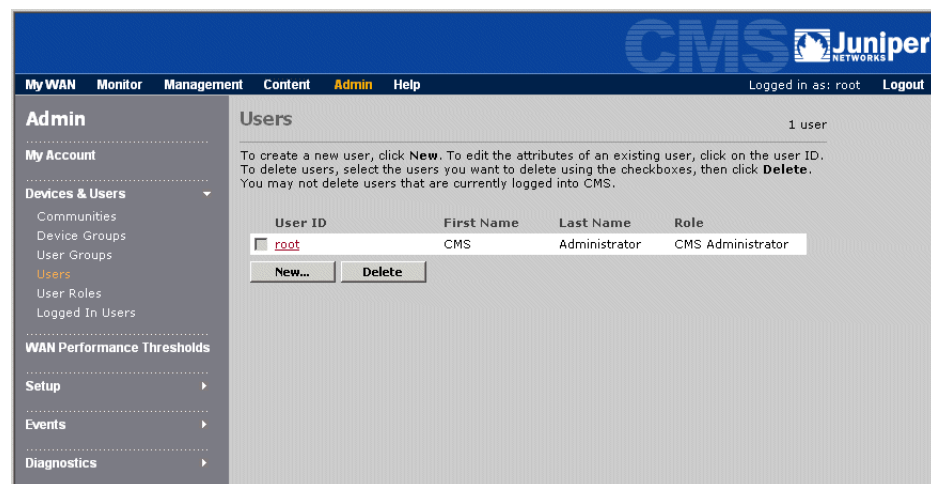 CMS Juniper
NETWORKS
My WAN Monitor Management Content Admin Help Logged in as: root Logout
Admin
My Account
Devices & Users
Communities
Device Groups
User Groups
Users
User Roles
Logged In Users
WAN Performance Thresholds
Setup
Events
Diagnostics
Users 1 user
To create a new user, click New. To edit the attributes of an existing user, click on the user ID.
To delete users, select the users you want to delete using the checkboxes, then click Delete.
You may not delete users that are currently logged into CMS.
User ID First Name Last Name Role
root CMS Administrator CMS Administrator
New... Delete